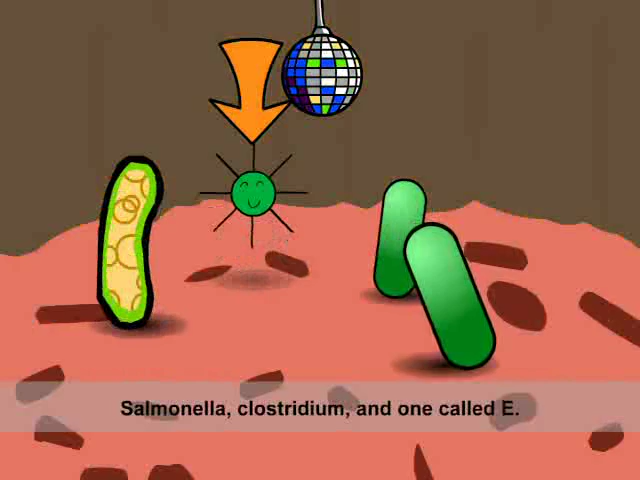 Salmonella, clostridium, and one called E.